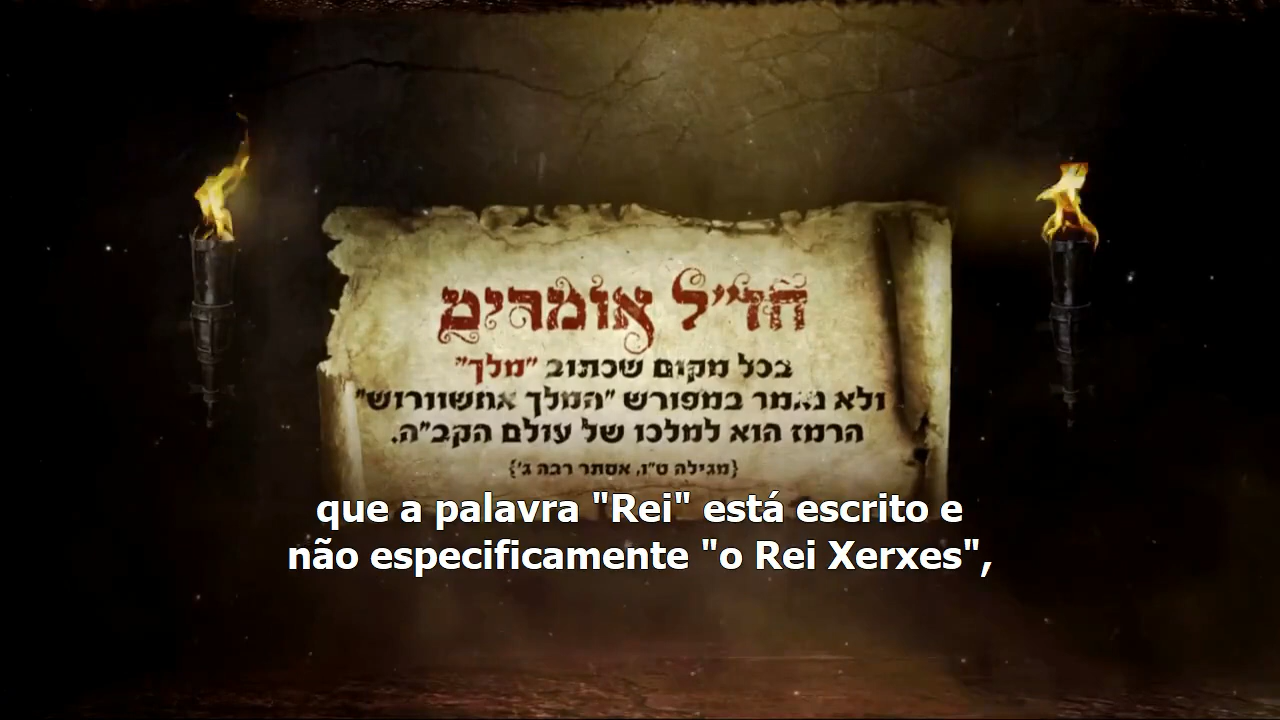 חז״ל אומרים
בכל מקום שכתוב "מלך"
ולא נאמר במפורש "המלך אחשוורוש"
הרמז הוא למלכו של עולם הקב"ה.
{מגילה ט"ו, אסתר רבה ג'}
que a palavra "Rei" está escrito e
não especificamente "o Rei Xerxes",